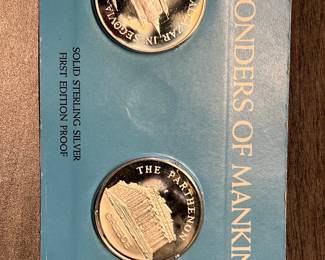 ONDERS OF MANKIN
ALCAZAR IN SEGOVIA
THE PARTHENON
SOLID STERLING SILVER
FIRST EDITION PROOF